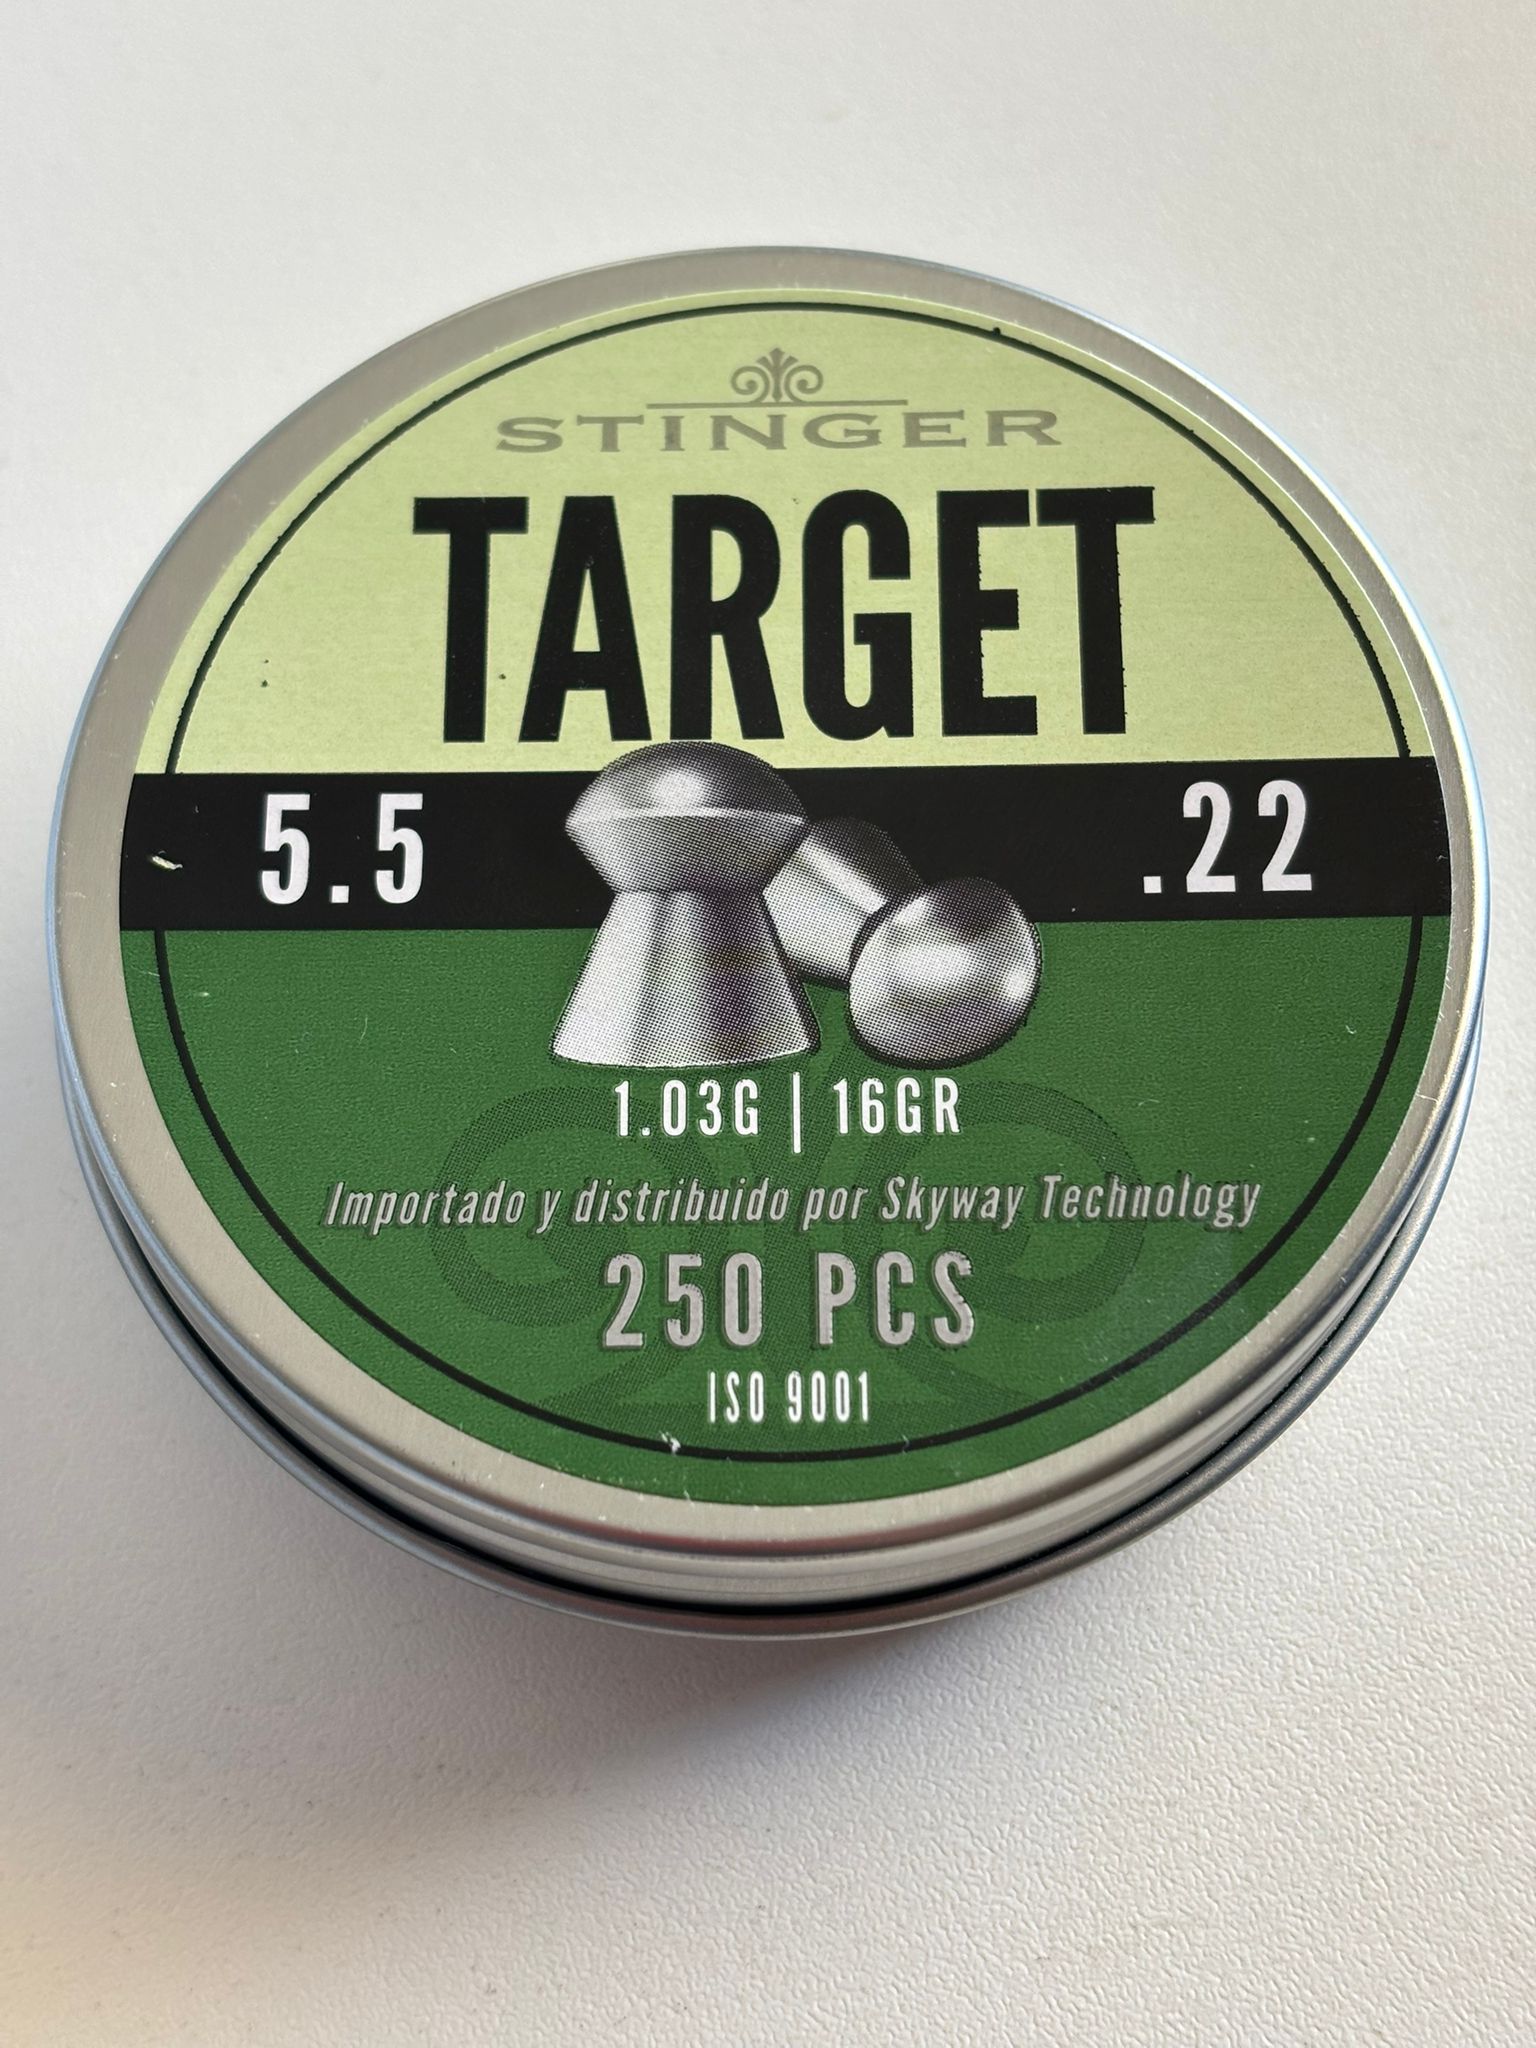 STINGER
TARGET
5.5 .22
1.03G | 16GR
Importado y distribuido por Skyway Technology
250 PCS
ISO 9001